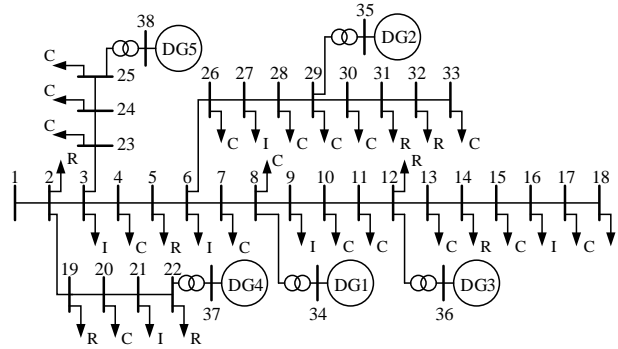 38 35
DG5 DG2
C
25 26 27 28 29 30 31 32 33
C
24
C
23
C I C C C R R C
R C R
1 2 3 4 5 6 7 8 9 10 11 12 13 14 15 16 17 18
I C R I C I C C C R C I C
19 20 21 22 DG4 DG1 DG3
37 34 36
R C I R